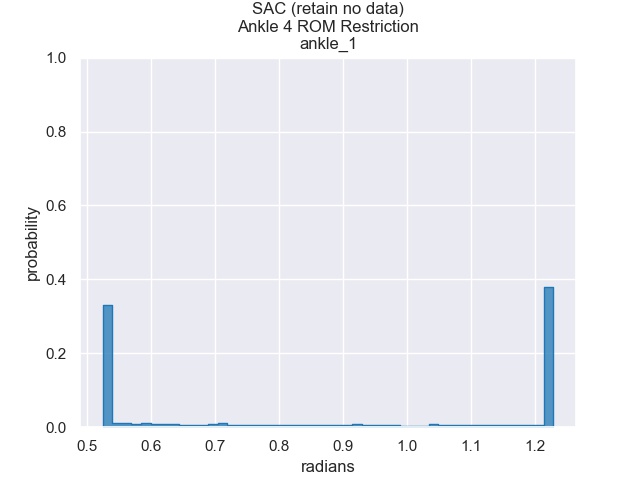 SAC (retain no data)
Ankle 4 ROM Restriction
ankle_1
1.0
0.8
0.6
0.4
0.2
0.0
probability
0.5 0.6 0.7 0.8 0.9 1.0 1.1 1.2
radians